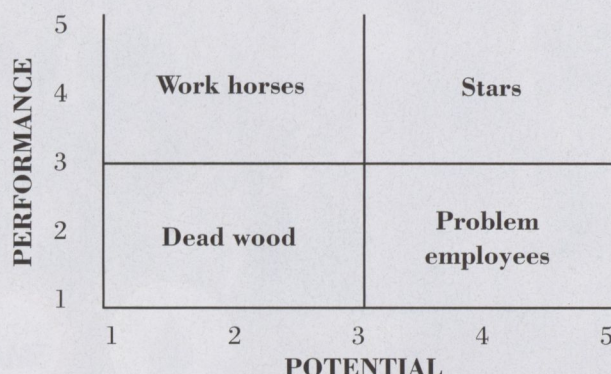 5
PERFORMANCE
4
Work horses
Stars
3
2
Dead wood
Problem
employees
1
1 2 3 4 5
POTENTIAL